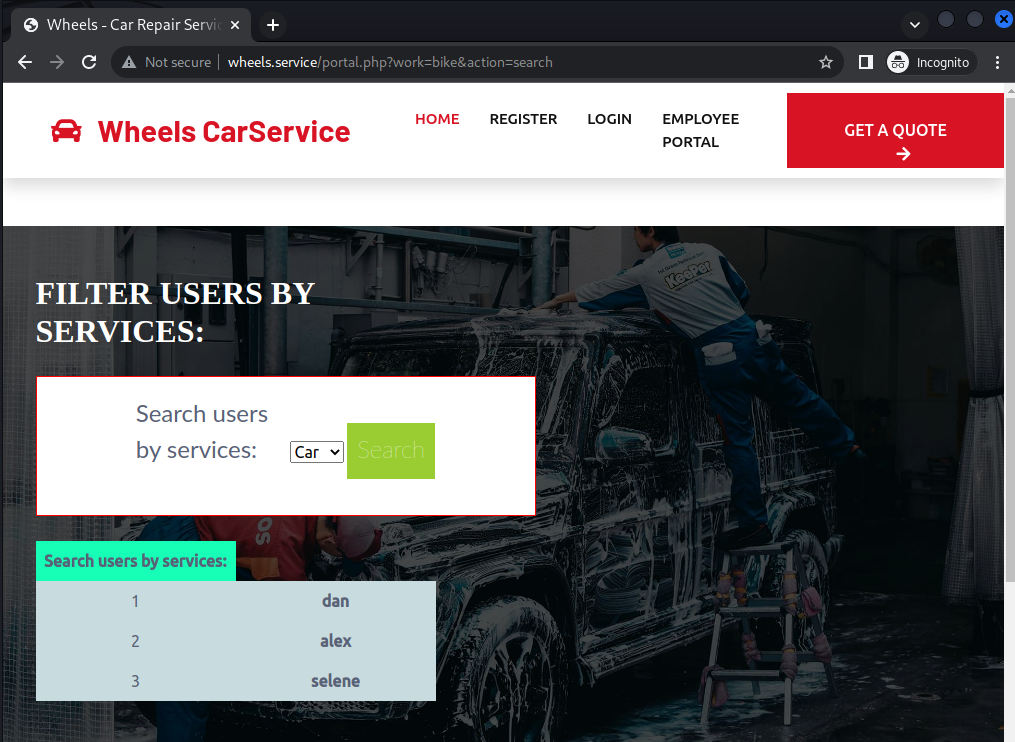 Wheels - Car Repair Servic
Not secure
wheels.service/portal.php?work=bike&action=search
Incognito
Wheels CarService
HOME
REGISTER
LOGIN
EMPLOYEE
PORTAL
GET A QUOTE
KeePer
FILTER USERS BY
SERVICES:
Search users
by services:
Car
Search
Search users by services:
1 dan
2 alex
3 selene